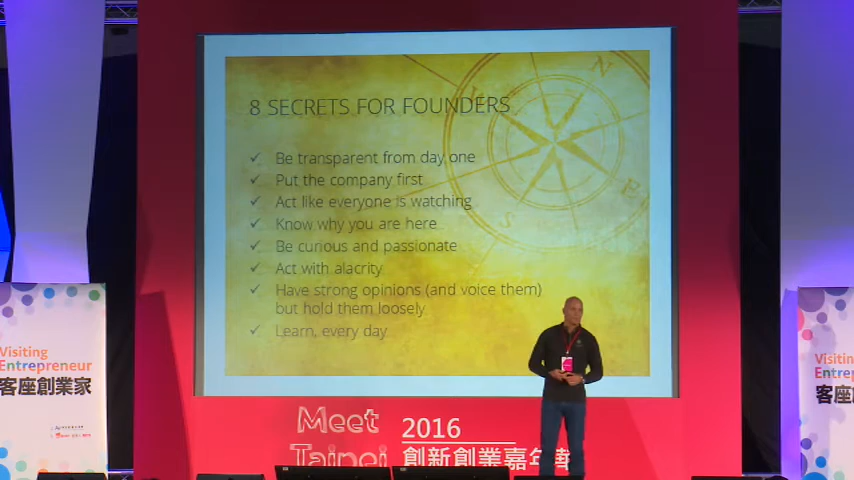 8 SECRETS FOR FOUNDERS
✓ Be transparent from day one
✓ Put the company first
✓ Act like everyone is watching
✓ Know why you are here
✓ Be curious and passionate
✓ Act with alacrity
✓ Have strong opinions (and voice them)
but hold them loosely
✓ Learn, every day
N
E
S
Visiting
Entrepreneur
客座創業家
Visiting
Entrepr
客座創
Meet
Taipei
2016
創新創業嘉年華